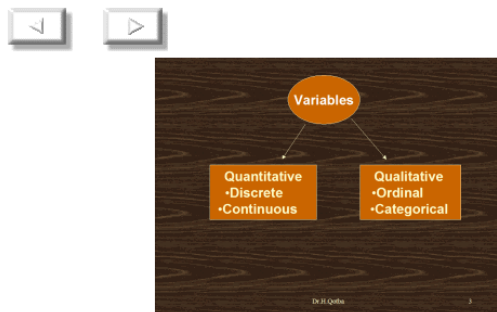 Variables
Quantitative
•Discrete
•Continuous
Qualitative
•Ordinal
•Categorical
Dr.H.Qotba
3